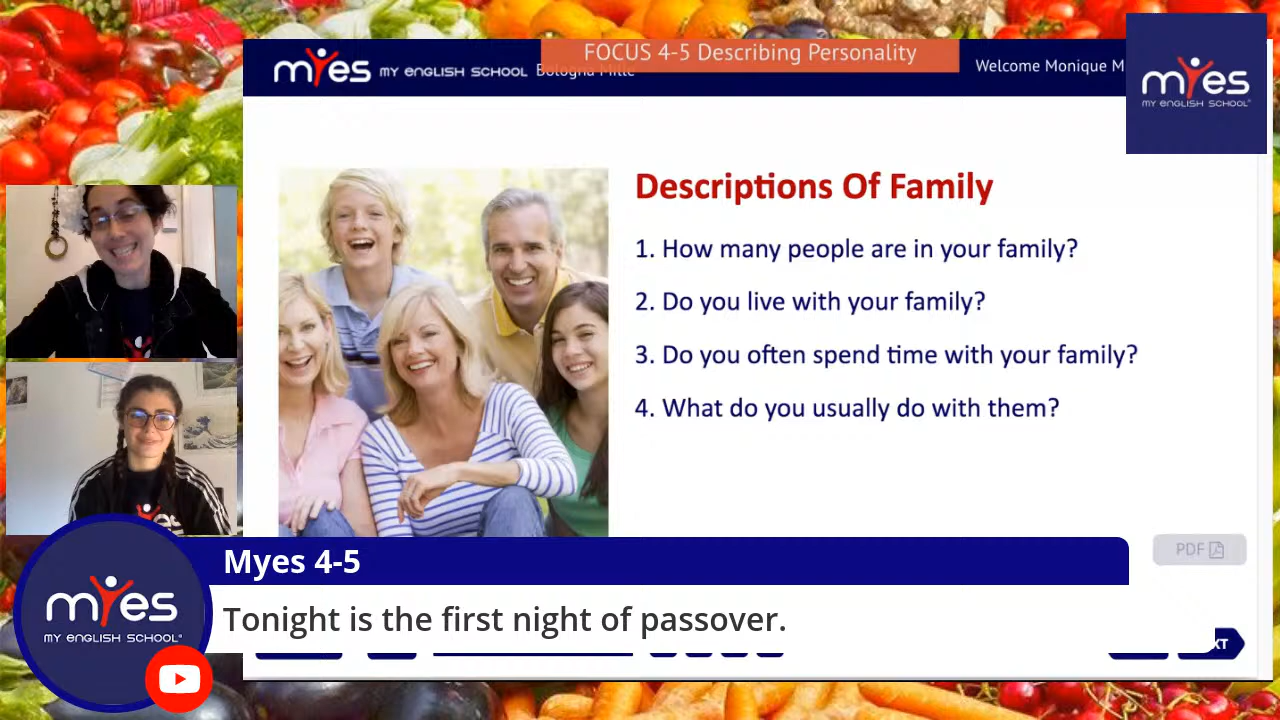 FOCUS 4-5 Describing Personality
myes MY ENGLISH SCHOOL Bologna Mille
Welcome Monique M
myes
MY ENGLISH SCHOOL®
Descriptions Of Family
1. How many people are in your family?
2. Do you live with your family?
3. Do you often spend time with your family?
4. What do you usually do with them?
PDF
Myes 4-5
myes
MY ENGLISH SCHOOL®
Tonight is the first night of passover.
XT